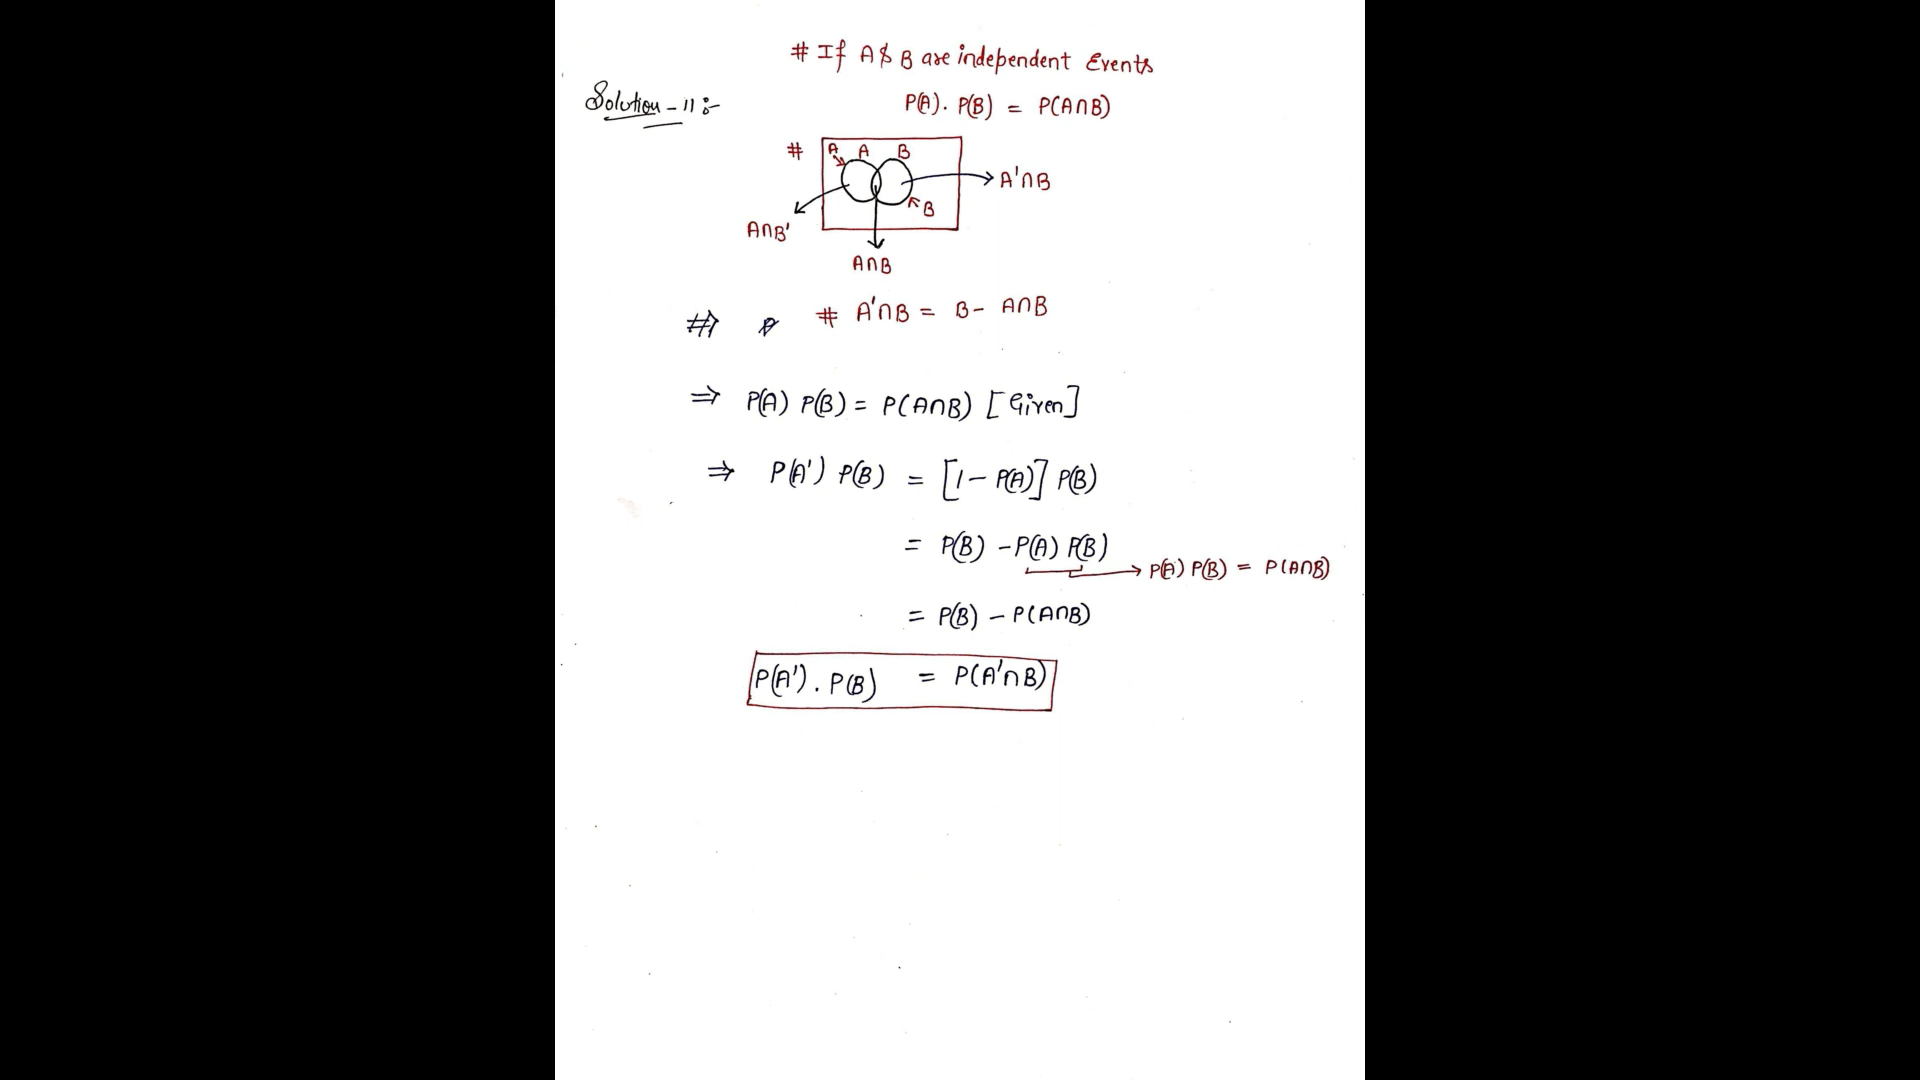 # If A & B are independent Events
Solution - 11 :-
P(A). P(B) = P(A∩B)
# A A B
A'∩B
B
A∩B'
A∩B
# A'∩B = B - A∩B
⇒ P(A) P(B) = P(A∩B) [Given]
⇒ P(A') P(B) = [1 - P(A)] P(B)
= P(B) - P(A) P(B)
→ P(A) P(B) = P(A∩B)
= P(B) - P(A∩B)
P(A') . P(B) = P(A'∩B)